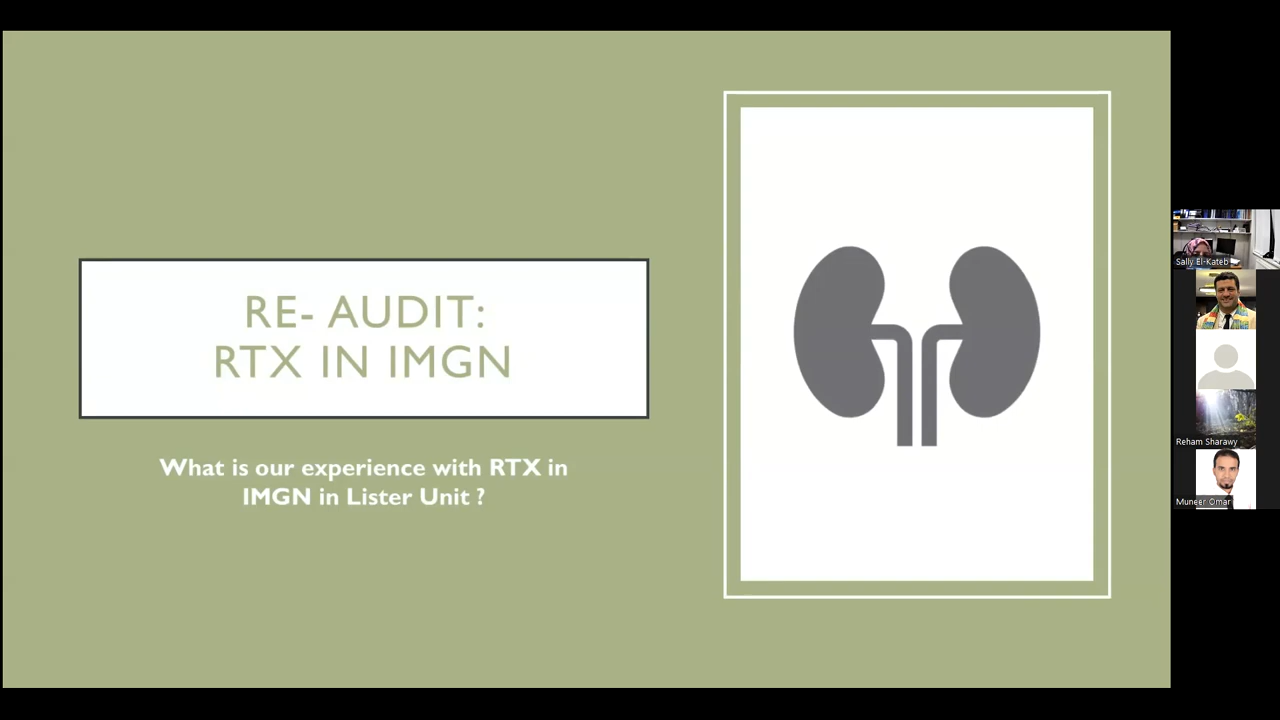 RE- AUDIT:
RTX IN IMGN
What is our experience with RTX in
IMGN in Lister Unit ?
Sally El-Kateb
Reham Sharawy
Muneer Omar